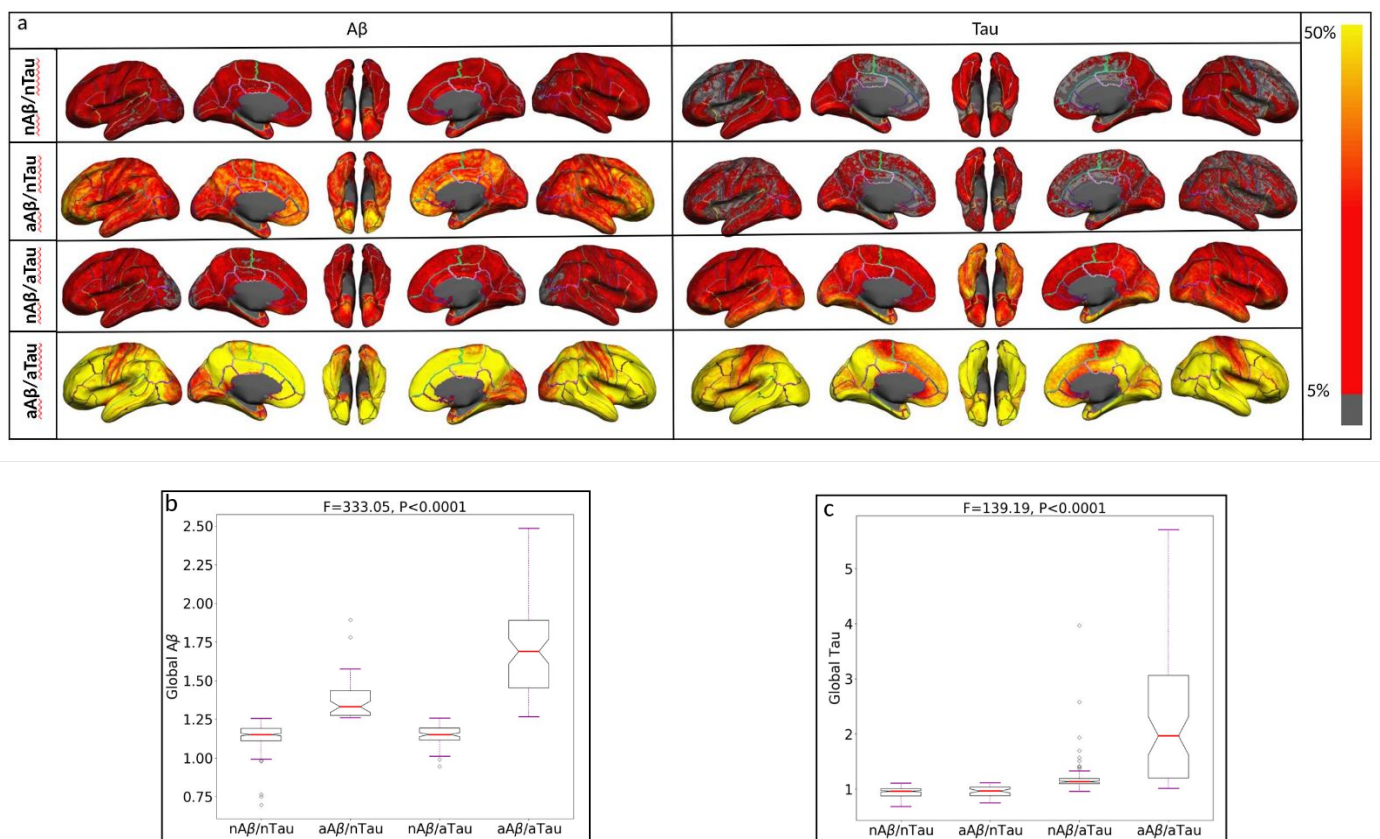 a
Aβ
Tau
50%
5%
nAβ/nTau
aAβ/nTau
nAβ/aTau
aAβ/aTau
b
F=333.05, P<0.0001
Global Aβ
2.50
2.25
2.00
1.75
1.50
1.25
1.00
0.75
nAβ/nTau aAβ/nTau nAβ/aTau aAβ/aTau
c
F=139.19, P<0.0001
Global Tau
5
4
3
2
1
nAβ/nTau aAβ/nTau nAβ/aTau aAβ/aTau